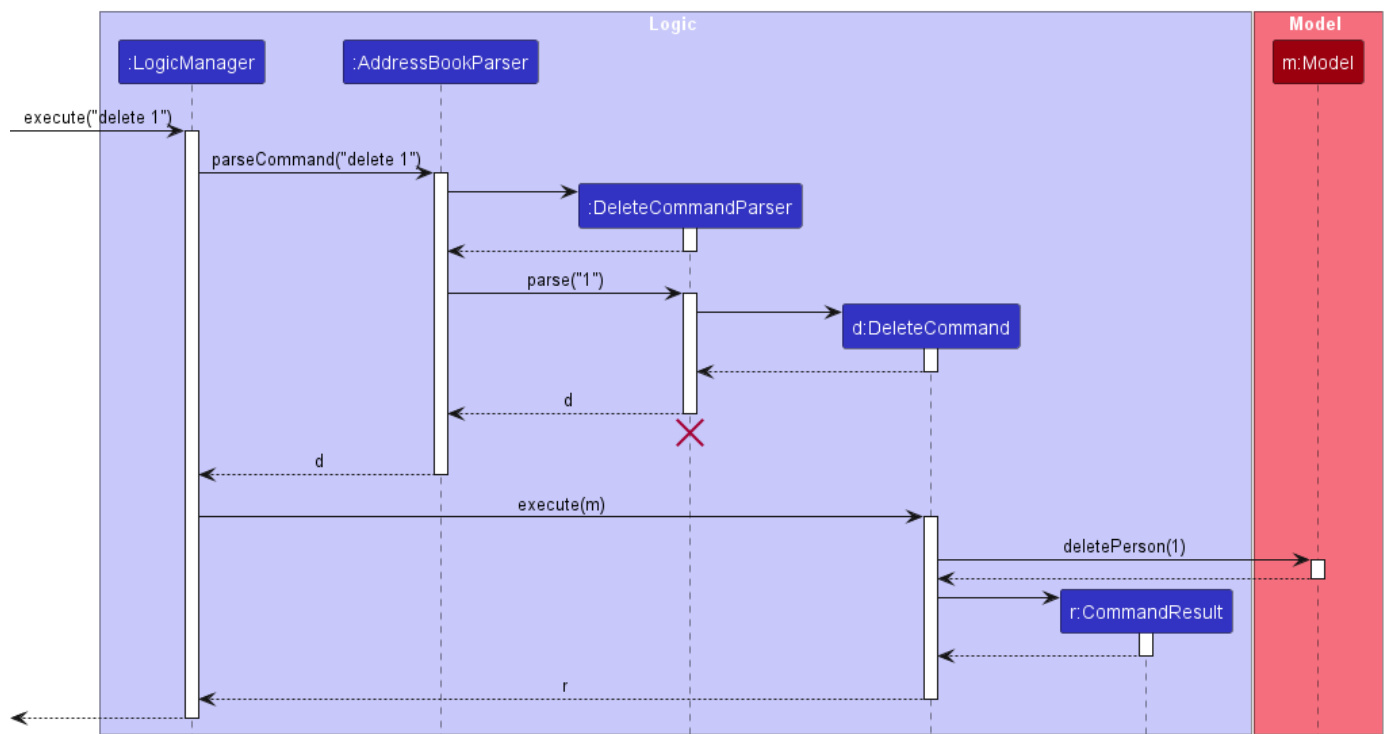 Logic
Model
:LogicManager
:AddressBookParser
m:Model
execute("delete 1")
parseCommand("delete 1")
:DeleteCommandParser
parse("1")
d:DeleteCommand
d
d
execute(m)
deletePerson(1)
r:CommandResult
r